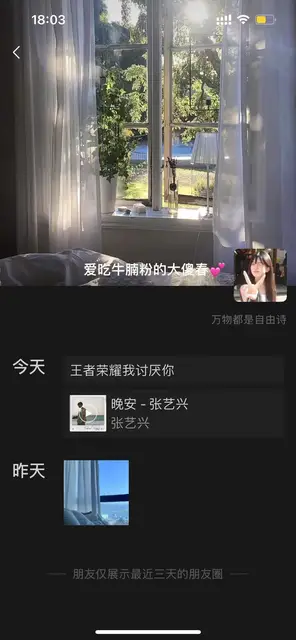 18:03
爱吃牛腩粉的大傻春💕
万物都是自由诗
今天
王者荣耀我讨厌你
晚安 - 张艺兴
张艺兴
昨天
朋友仅展示最近三天的朋友圈